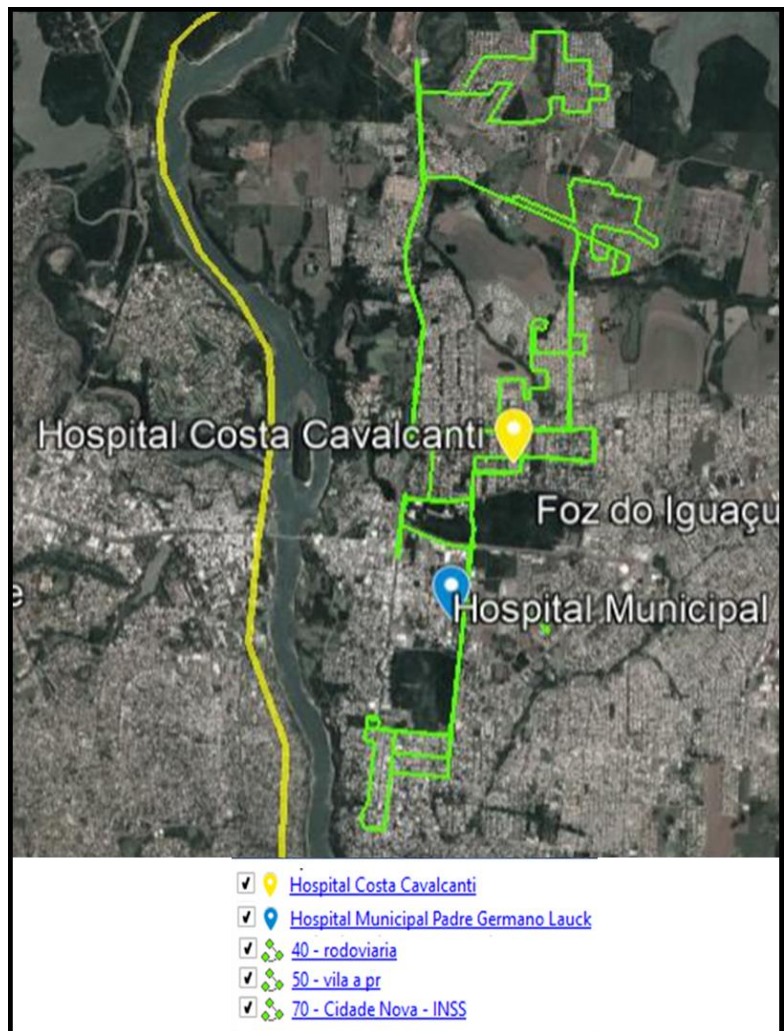 Hospital Costa Cavalcanti
Foz do Iguaçu
e
Hospital Municipal
Hospital Costa Cavalcanti
Hospital Municipal Padre Germano Lauck
40 - rodoviaria
50 - vila a pr
70 - Cidade Nova - INSS